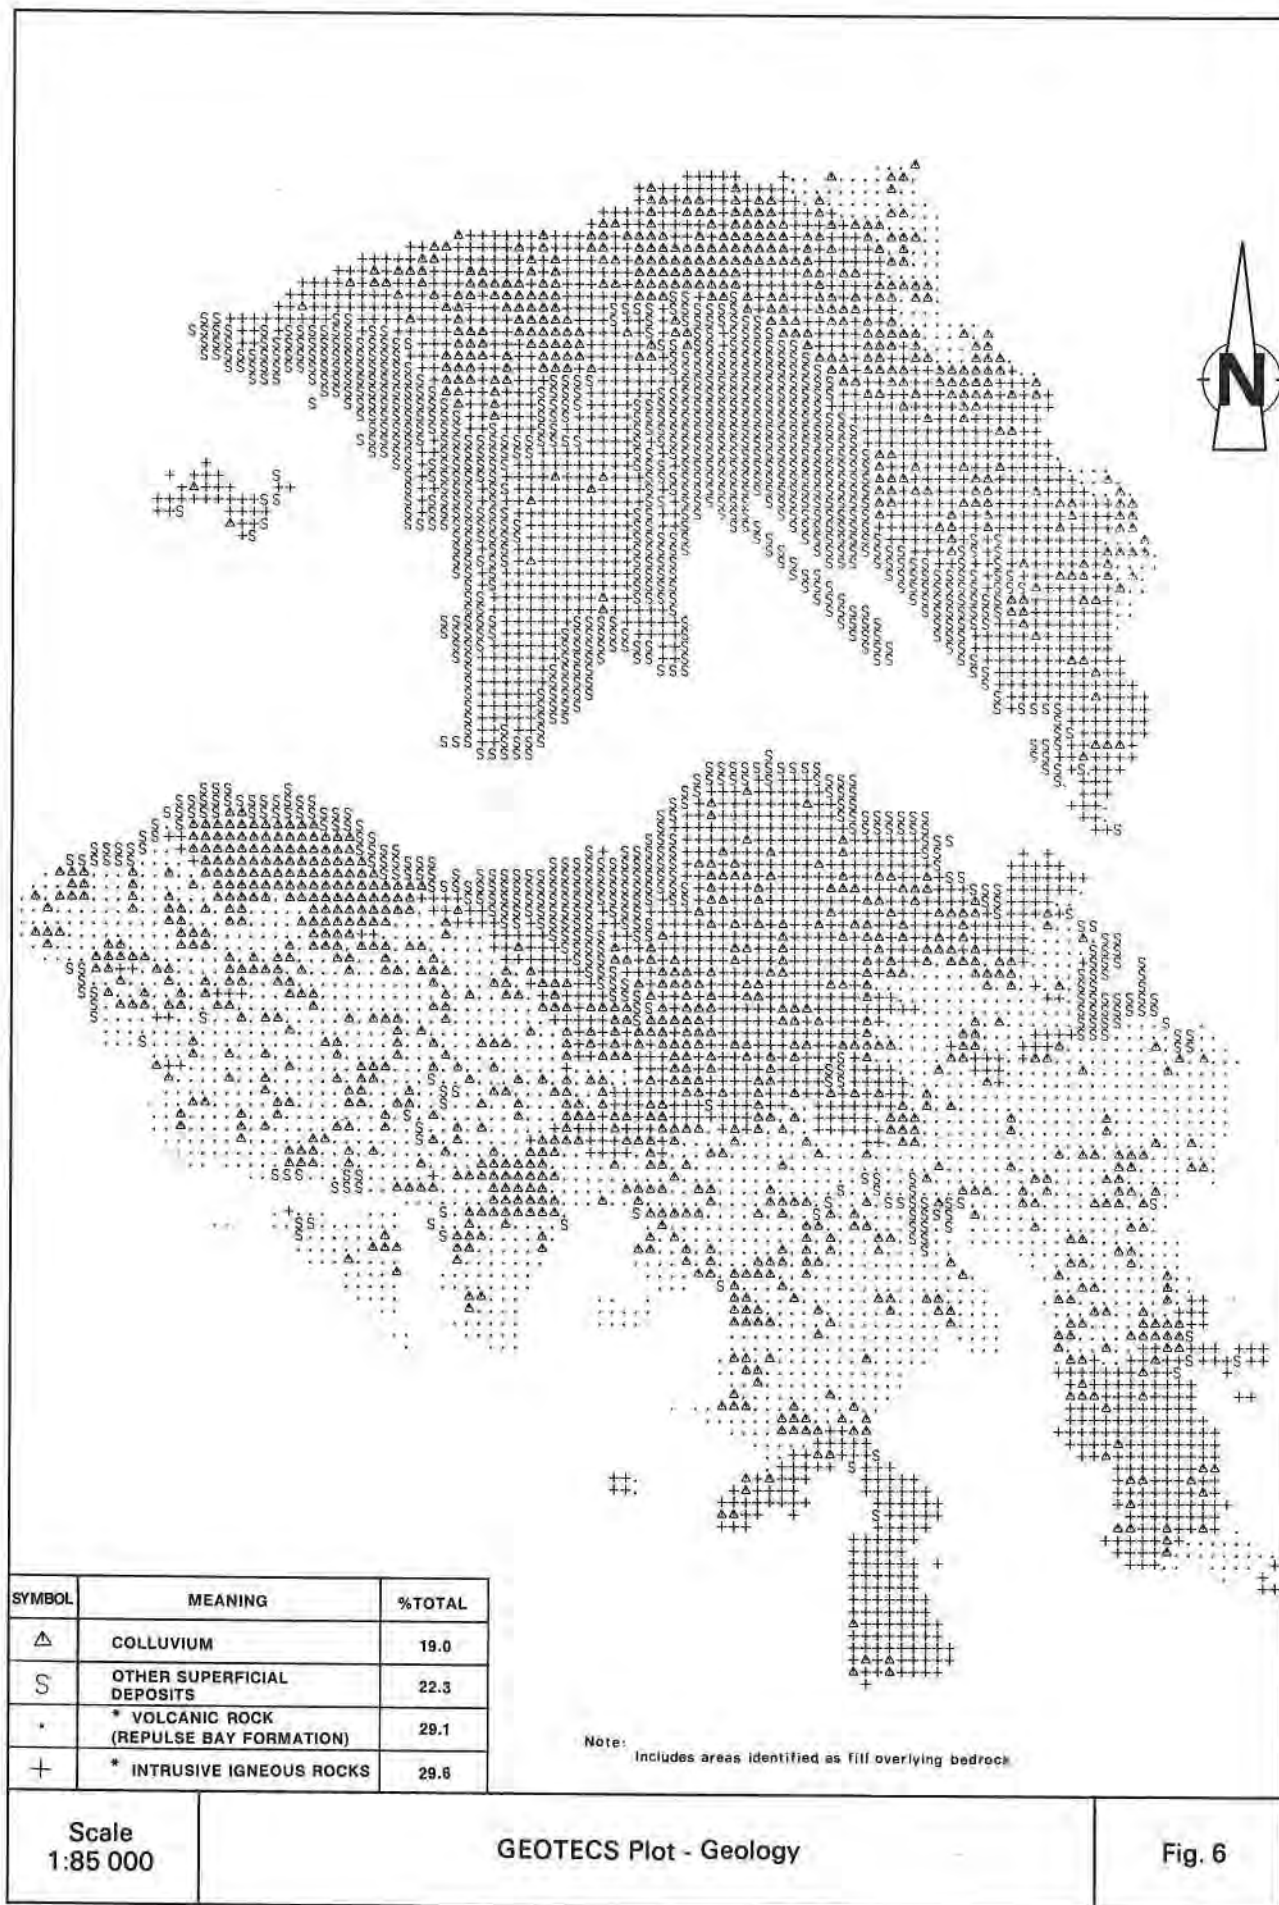 N
SYMBOL MEANING %TOTAL
COLLUVIUM 19.0
S OTHER SUPERFICIAL DEPOSITS 22.3
. * VOLCANIC ROCK (REPULSE BAY FORMATION) 29.1
+ * INTRUSIVE IGNEOUS ROCKS 29.6
Note:
Includes areas identified as fill overlying bedrock
Scale
1:85 000
GEOTECS Plot - Geology
Fig. 6